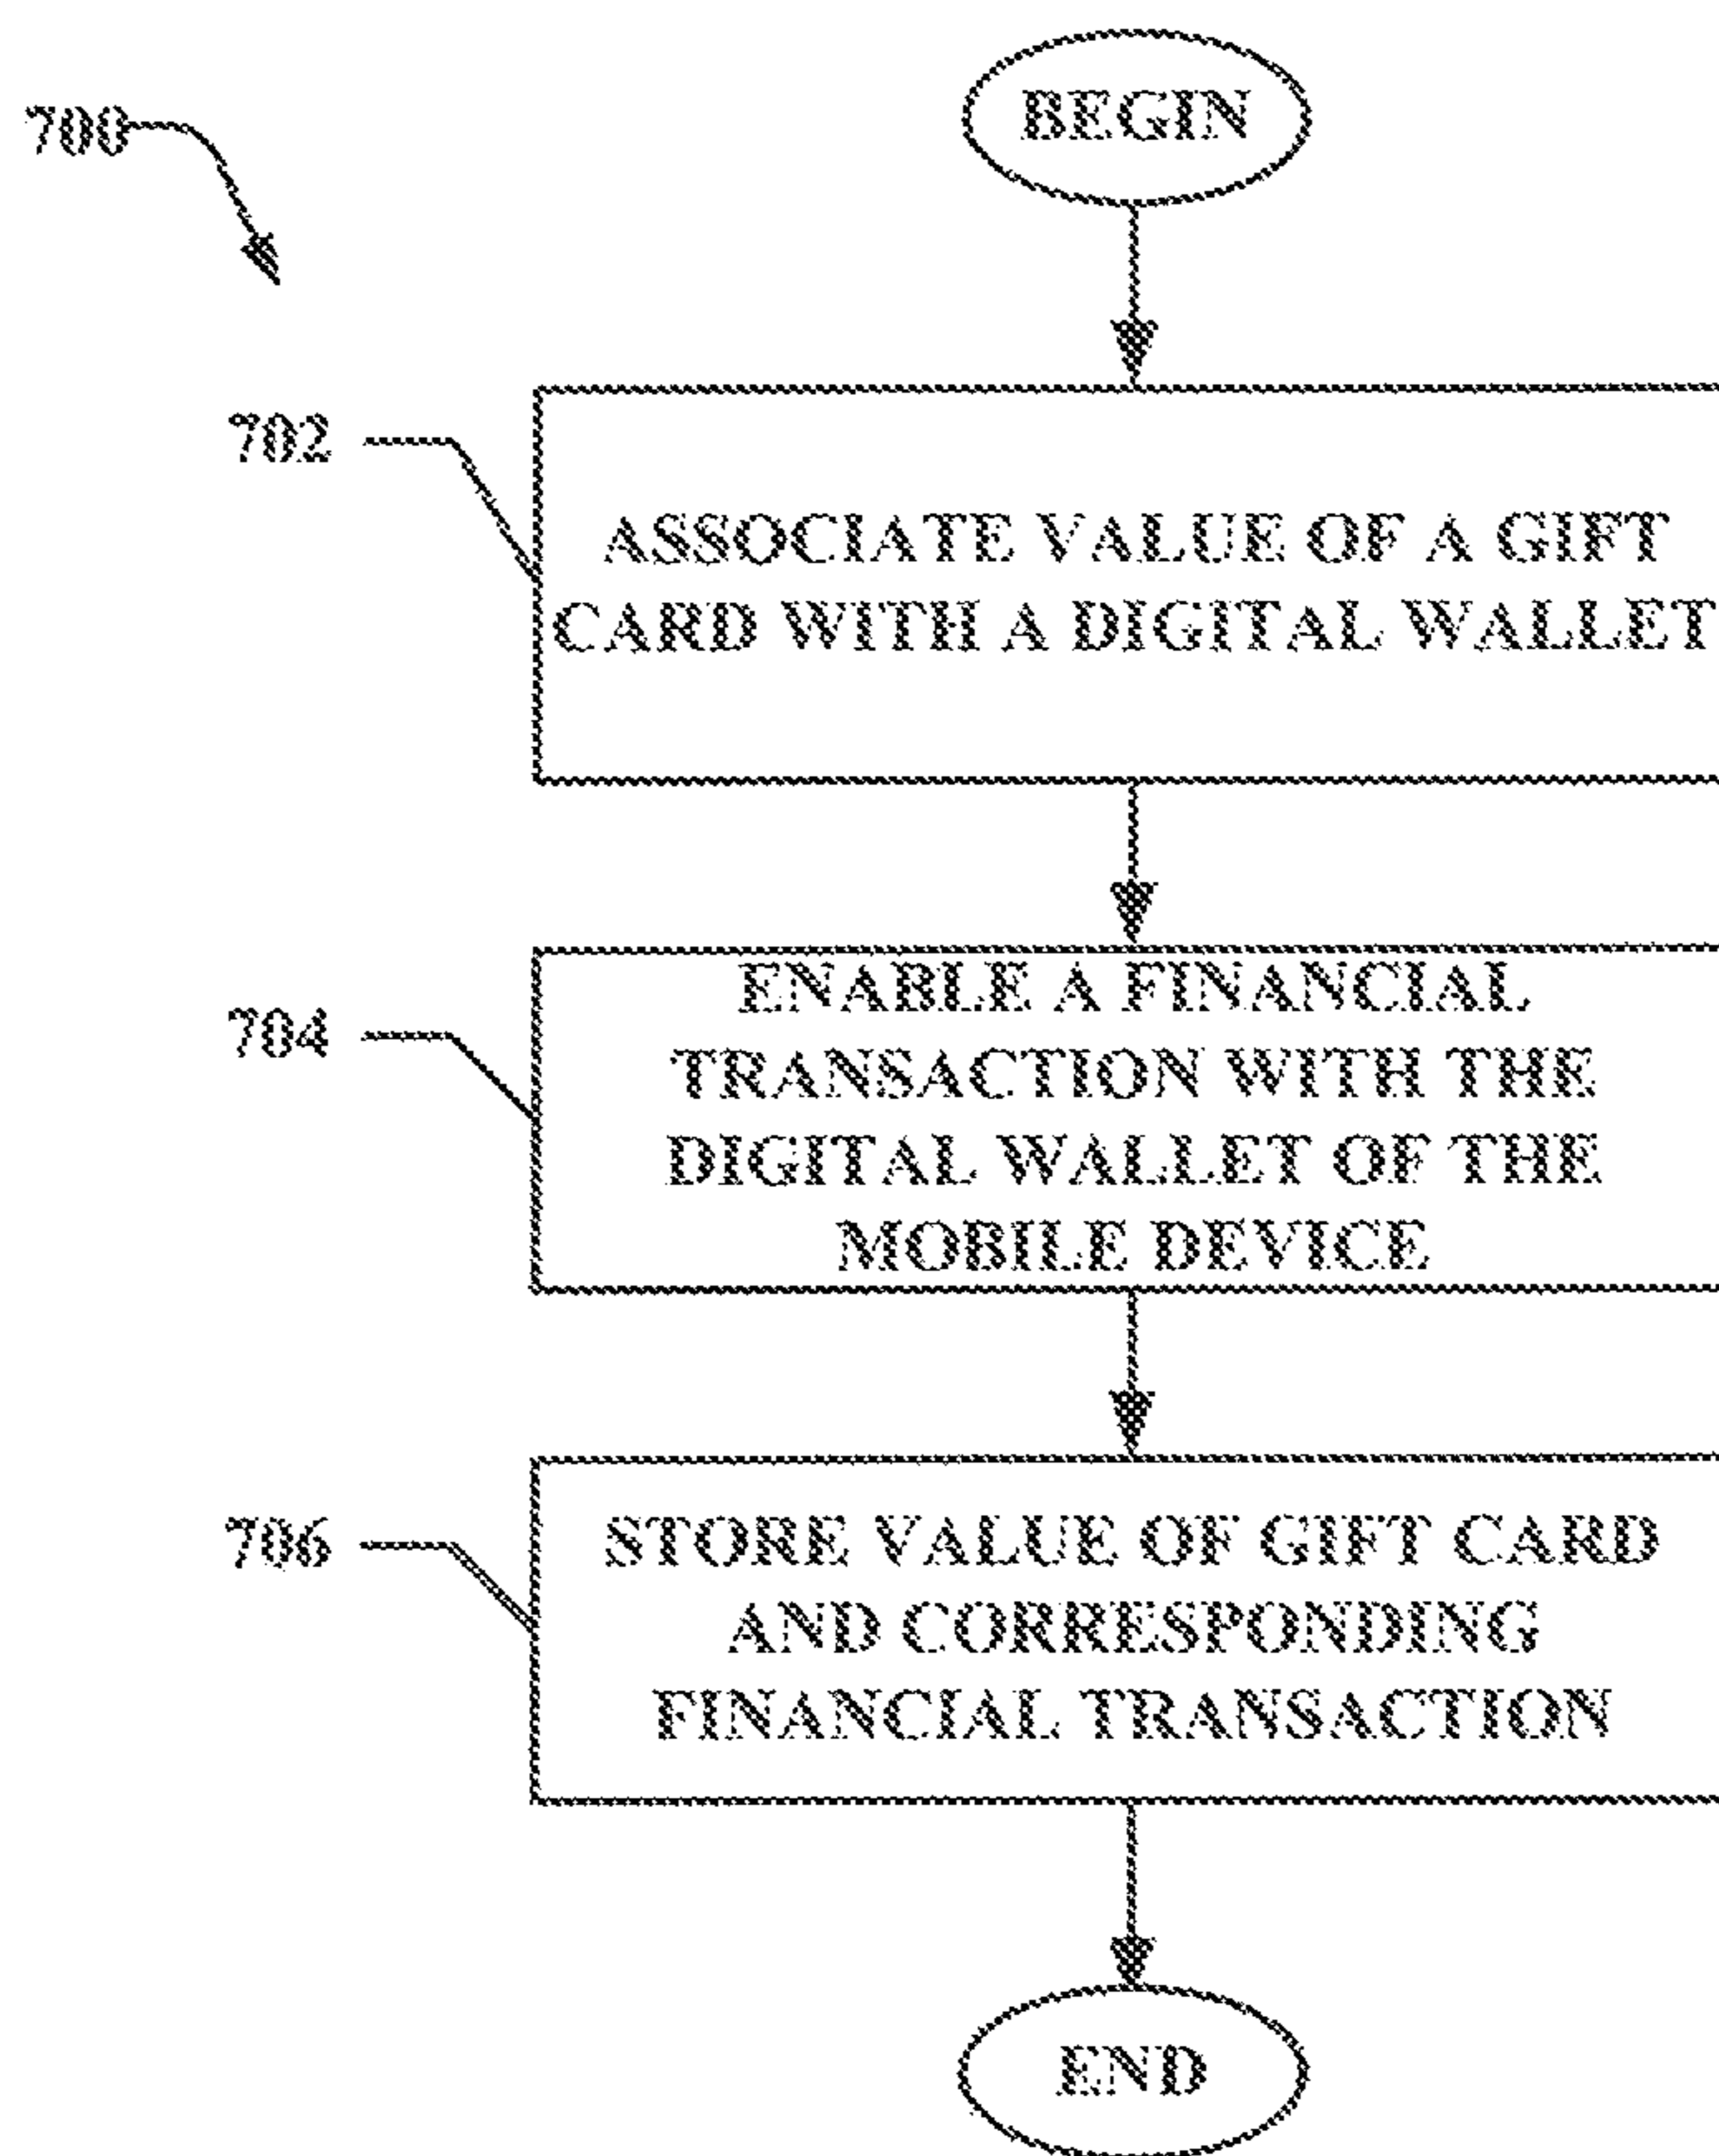 700
BEGIN
702
ASSOCIATE VALUE OF A GIFT
CARD WITH A DIGITAL WALLET
704
ENABLE A FINANCIAL
TRANSACTION WITH THE
DIGITAL WALLET OF THE
MOBILE DEVICE
706
STORE VALUE OF GIFT CARD
AND CORRESPONDING
FINANCIAL TRANSACTION
END